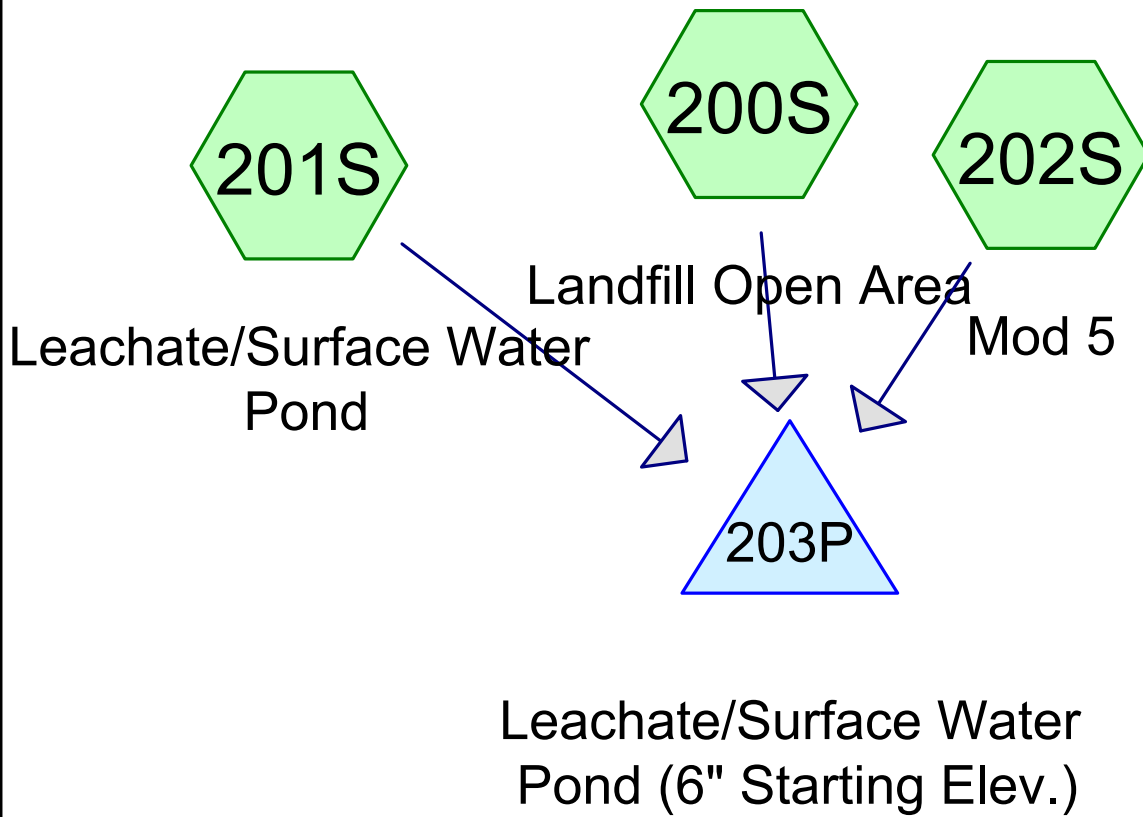 201S
200S
202S
Landfill Open Area
Leachate/Surface Water
Pond
Mod 5
203P
Leachate/Surface Water
Pond (6" Starting Elev.)